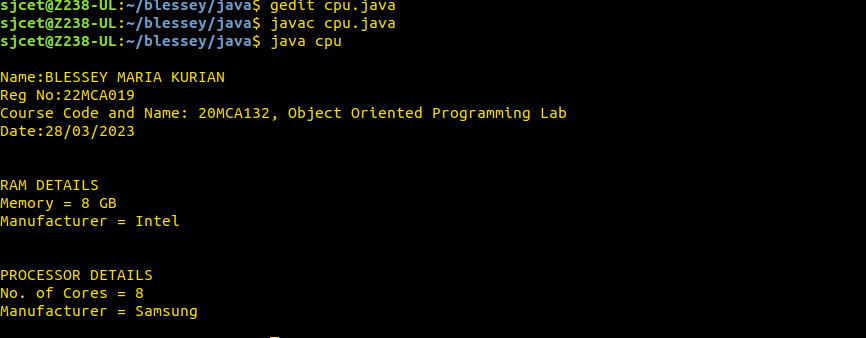 sjcet@Z238-UL:~/blessey/java$ gedit cpu.java
sjcet@Z238-UL:~/blessey/java$ javac cpu.java
sjcet@Z238-UL:~/blessey/java$ java cpu
Name:BLESSEY MARIA KURIAN
Reg No:22MCA019
Course Code and Name: 20MCA132, Object Oriented Programming Lab
Date:28/03/2023
RAM DETAILS
Memory = 8 GB
Manufacturer = Intel
PROCESSOR DETAILS
No. of Cores = 8
Manufacturer = Samsung